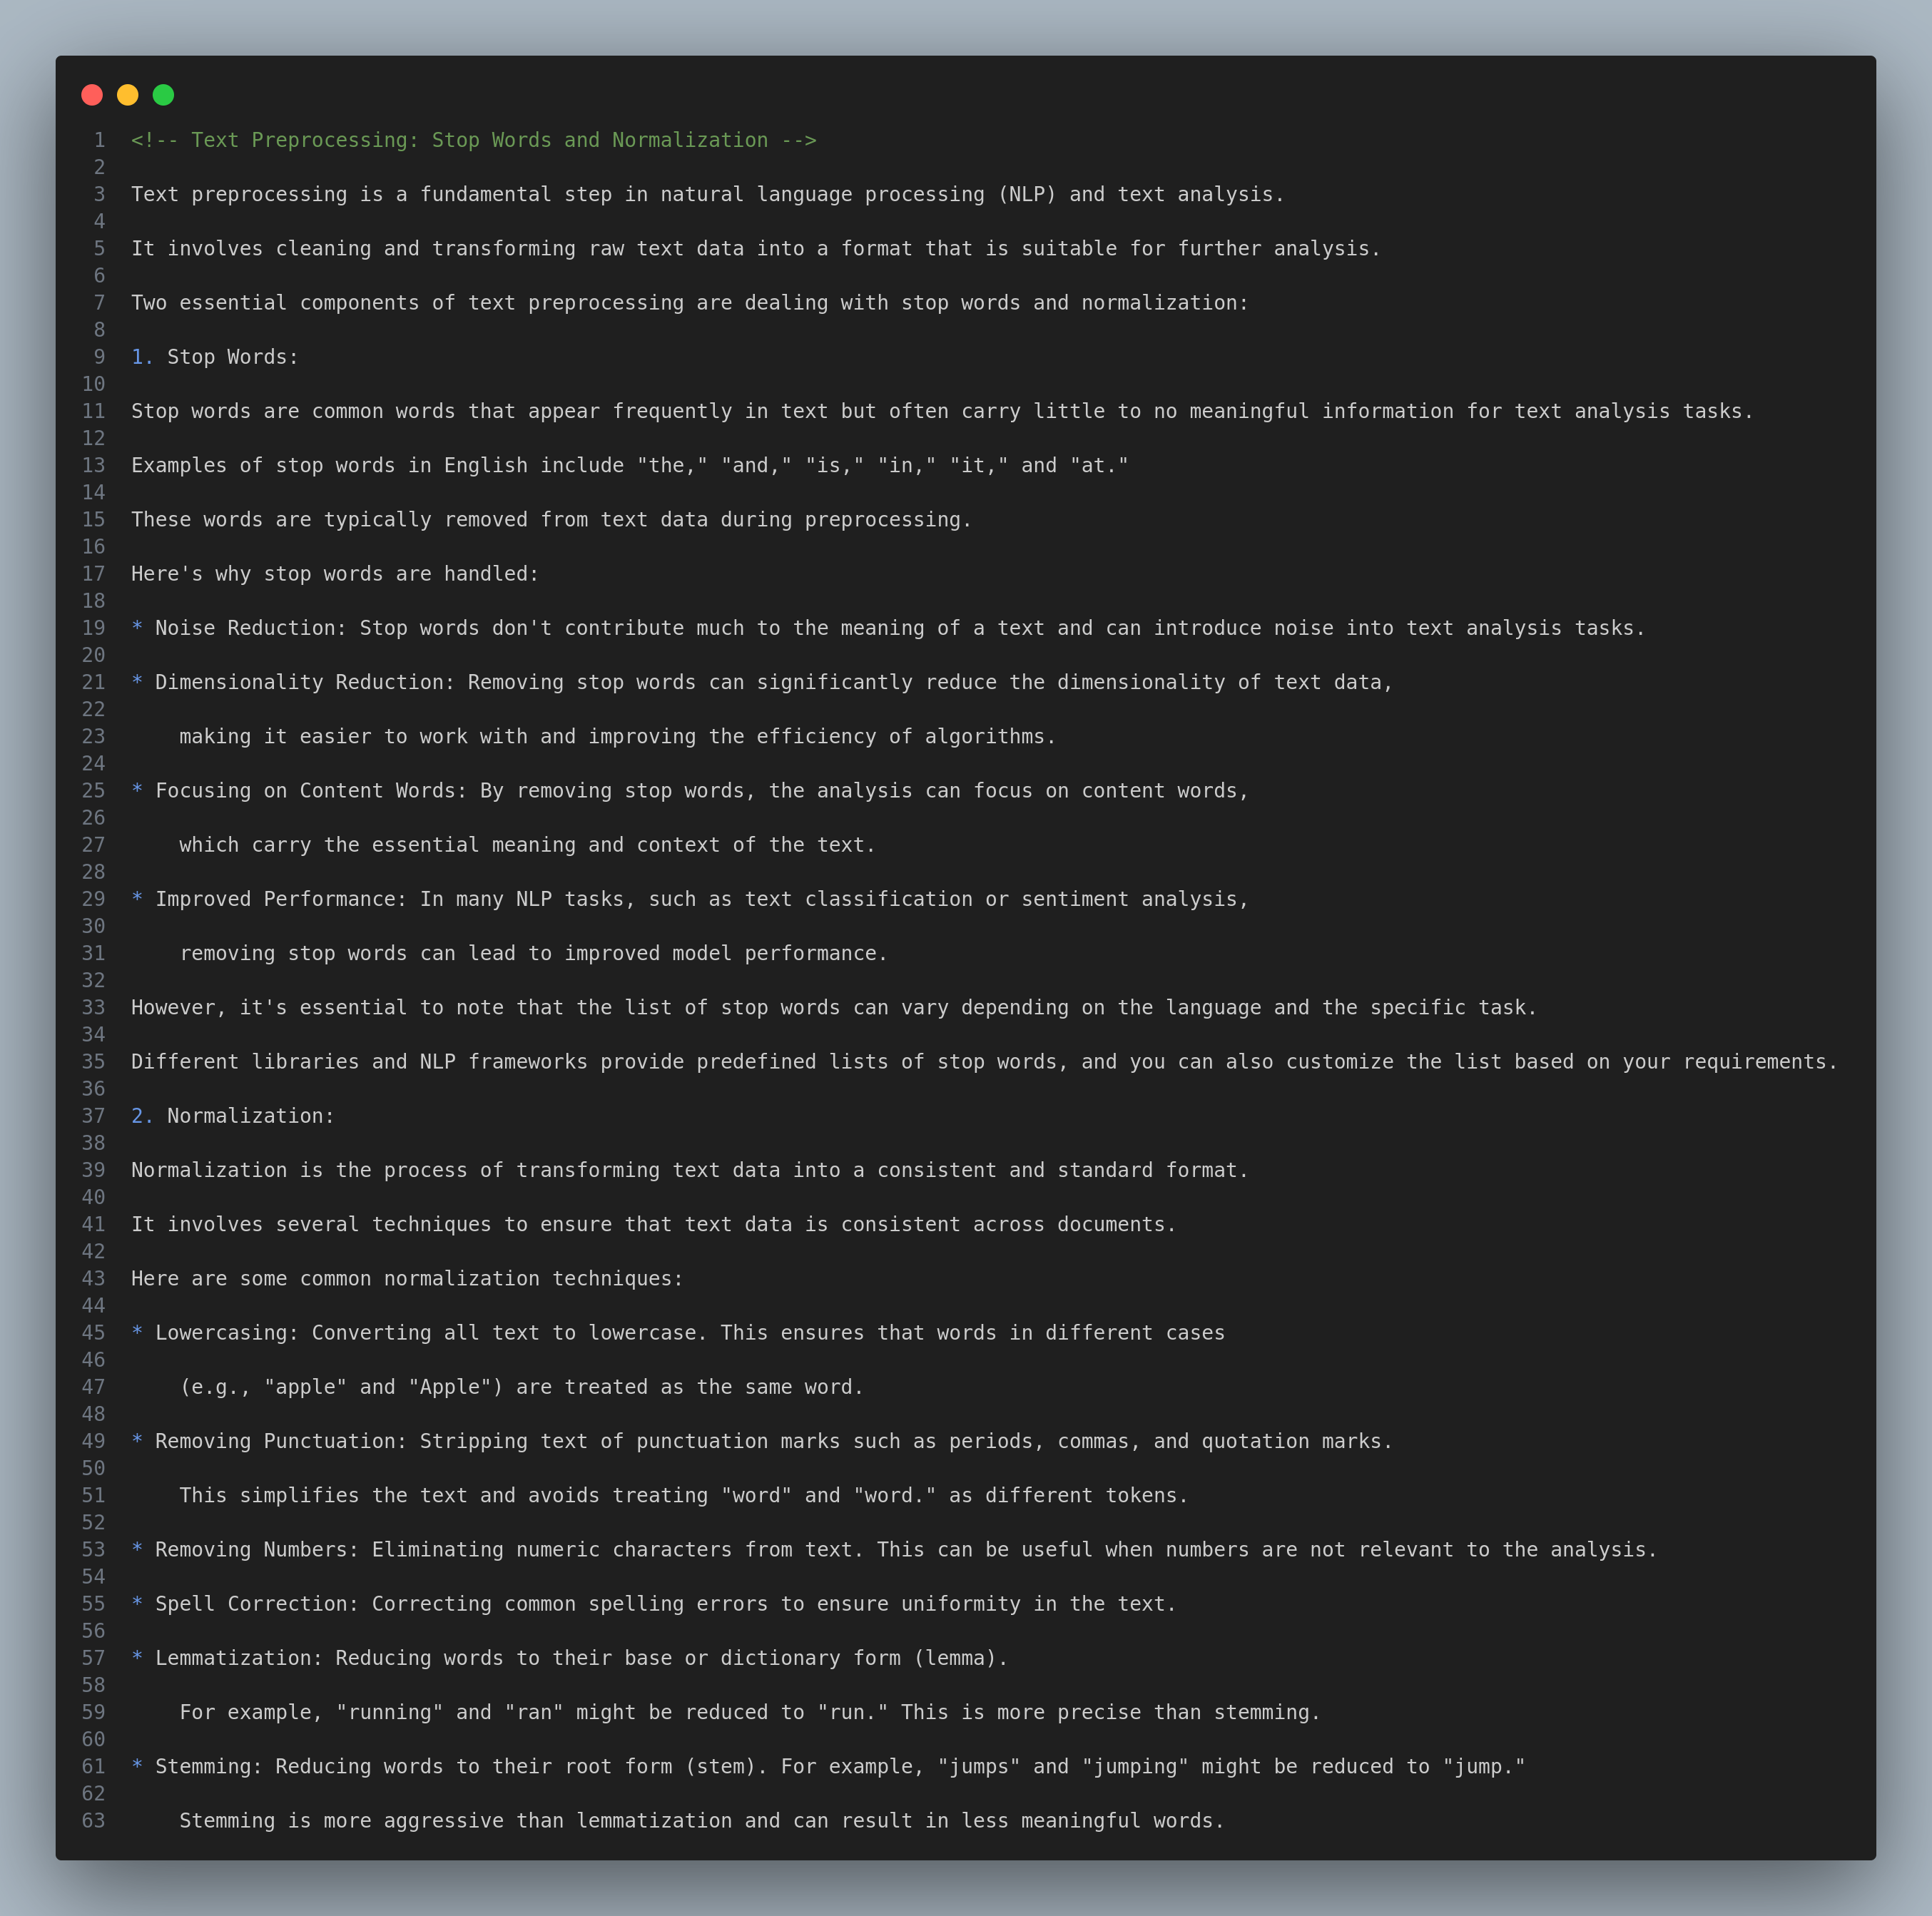 1 <!-- Text Preprocessing: Stop Words and Normalization -->
2
3 Text preprocessing is a fundamental step in natural language processing (NLP) and text analysis.
4
5 It involves cleaning and transforming raw text data into a format that is suitable for further analysis.
6
7 Two essential components of text preprocessing are dealing with stop words and normalization:
8
9 1. Stop Words:
10
11 Stop words are common words that appear frequently in text but often carry little to no meaningful information for text analysis tasks.
12
13 Examples of stop words in English include "the," "and," "is," "in," "it," and "at."
14
15 These words are typically removed from text data during preprocessing.
16
17 Here's why stop words are handled:
18
19 * Noise Reduction: Stop words don't contribute much to the meaning of a text and can introduce noise into text analysis tasks.
20
21 * Dimensionality Reduction: Removing stop words can significantly reduce the dimensionality of text data,
22
23     making it easier to work with and improving the efficiency of algorithms.
24
25 * Focusing on Content Words: By removing stop words, the analysis can focus on content words,
26
27     which carry the essential meaning and context of the text.
28
29 * Improved Performance: In many NLP tasks, such as text classification or sentiment analysis,
30
31     removing stop words can lead to improved model performance.
32
33 However, it's essential to note that the list of stop words can vary depending on the language and the specific task.
34
35 Different libraries and NLP frameworks provide predefined lists of stop words, and you can also customize the list based on your requirements.
36
37 2. Normalization:
38
39 Normalization is the process of transforming text data into a consistent and standard format.
40
41 It involves several techniques to ensure that text data is consistent across documents.
42
43 Here are some common normalization techniques:
44
45 * Lowercasing: Converting all text to lowercase. This ensures that words in different cases
46
47     (e.g., "apple" and "Apple") are treated as the same word.
48
49 * Removing Punctuation: Stripping text of punctuation marks such as periods, commas, and quotation marks.
50
51     This simplifies the text and avoids treating "word" and "word." as different tokens.
52
53 * Removing Numbers: Eliminating numeric characters from text. This can be useful when numbers are not relevant to the analysis.
54
55 * Spell Correction: Correcting common spelling errors to ensure uniformity in the text.
56
57 * Lemmatization: Reducing words to their base or dictionary form (lemma).
58
59     For example, "running" and "ran" might be reduced to "run." This is more precise than stemming.
60
61 * Stemming: Reducing words to their root form (stem). For example, "jumps" and "jumping" might be reduced to "jump."
62
63     Stemming is more aggressive than lemmatization and can result in less meaningful words.